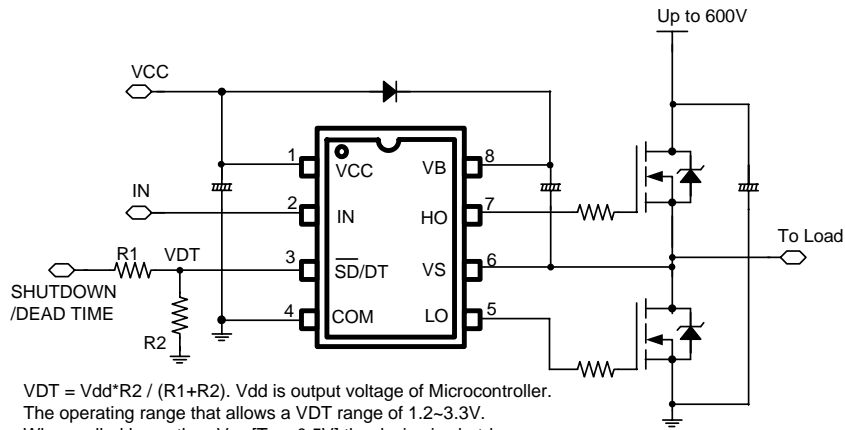 Up to 600V
VCC
IN
R1
VDT
SHUTDOWN
/DEAD TIME
R2
1
VCC
VB
8
2
IN
HO
7
3
SD/DT
VS
6
4
COM
LO
5
To Load
VDT = Vdd*R2 / (R1+R2). Vdd is output voltage of Microcontroller.
The operating range that allows a VDT range of 1.2~3.3V.